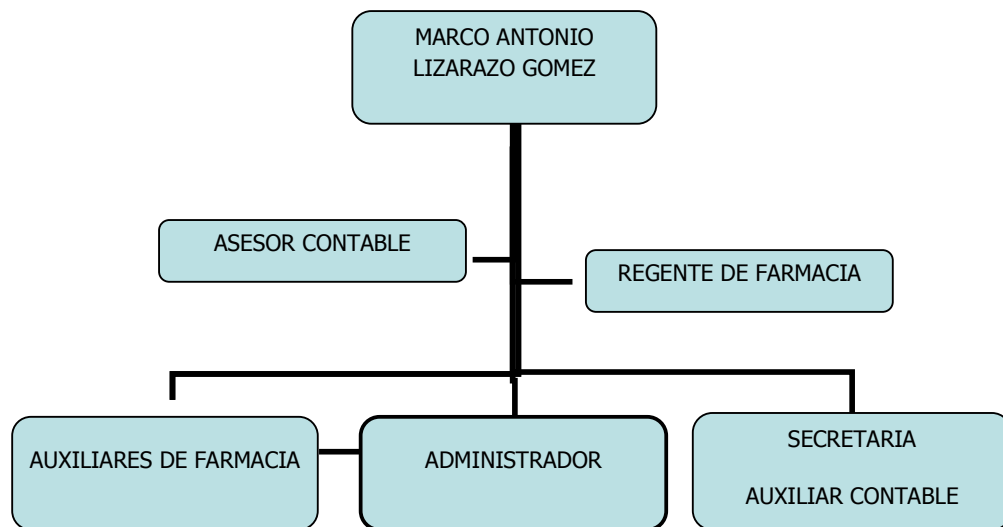 MARCO ANTONIO
LIZARAZO GOMEZ
ASESOR CONTABLE
REGENTE DE FARMACIA
AUXILIARES DE FARMACIA
ADMINISTRADOR
SECRETARIA
AUXILIAR CONTABLE